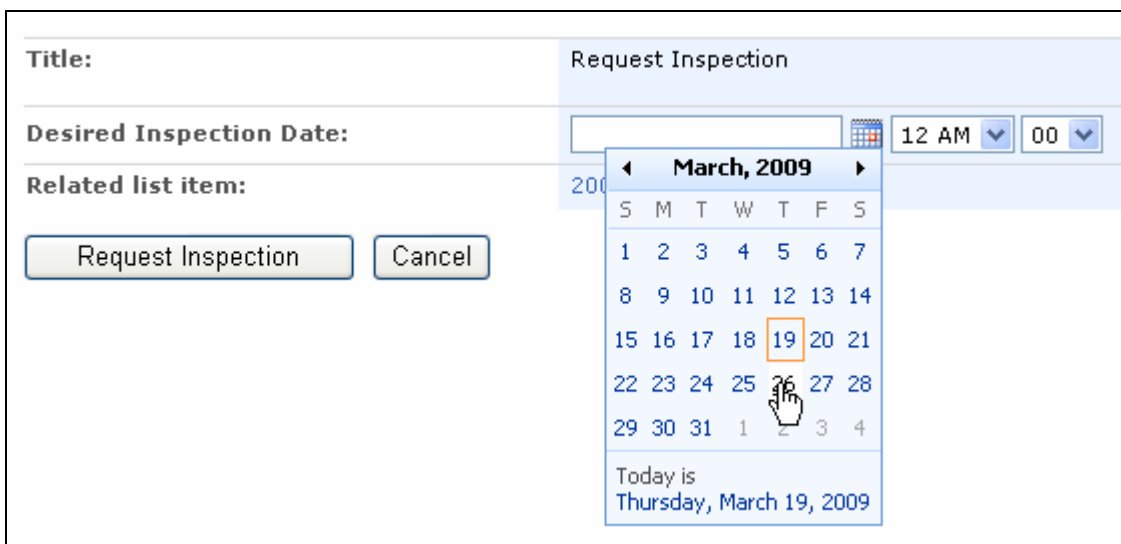 Title: Request Inspection
Desired Inspection Date: 12 AM 00
Related list item: 200
Request Inspection Cancel
March, 2009
S M T W T F S
1 2 3 4 5 6 7
8 9 10 11 12 13 14
15 16 17 18 19 20 21
22 23 24 25 26 27 28
29 30 31 1 2 3 4
Today is
Thursday, March 19, 2009